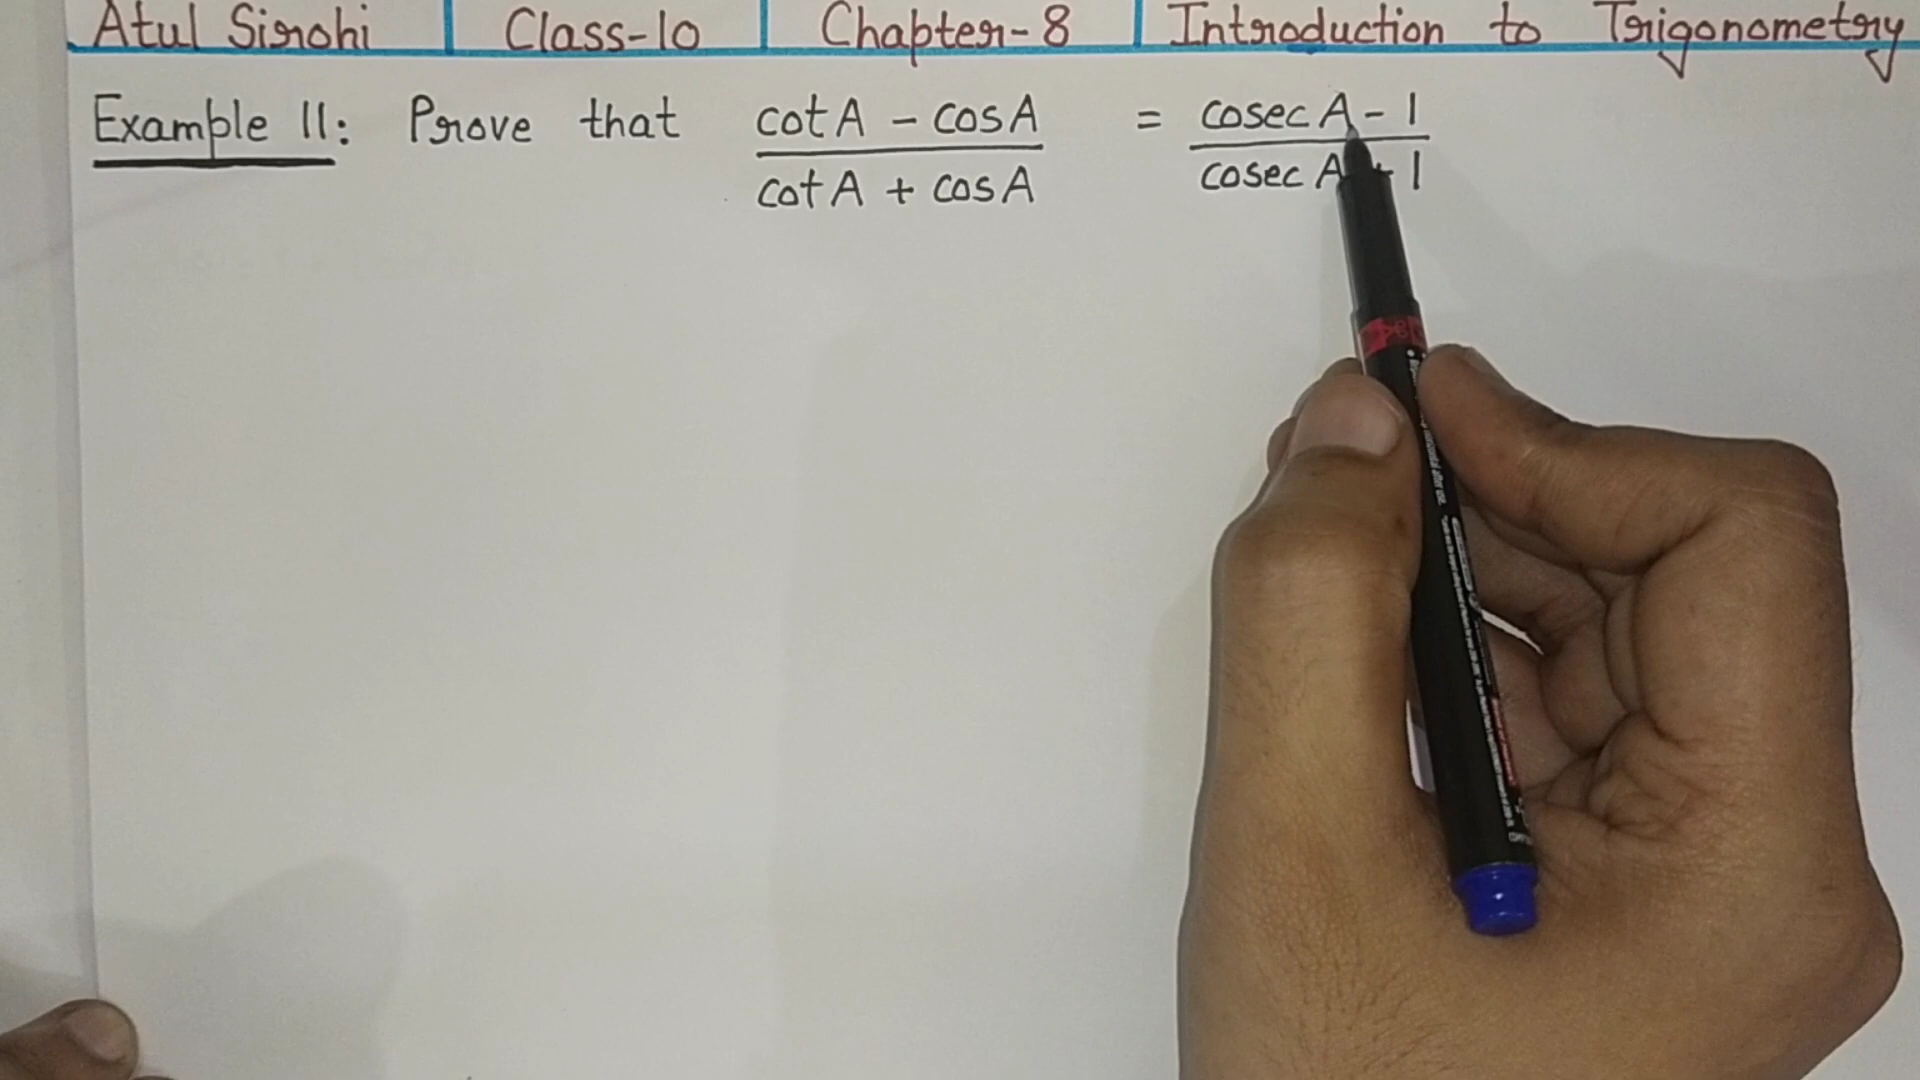 Atul Sirohi | Class-10 | Chapter-8 | Introduction to Trigonometry
Example 11: Prove that cot A - cos A = cosec A - 1
cot A + cos A cosec A + 1